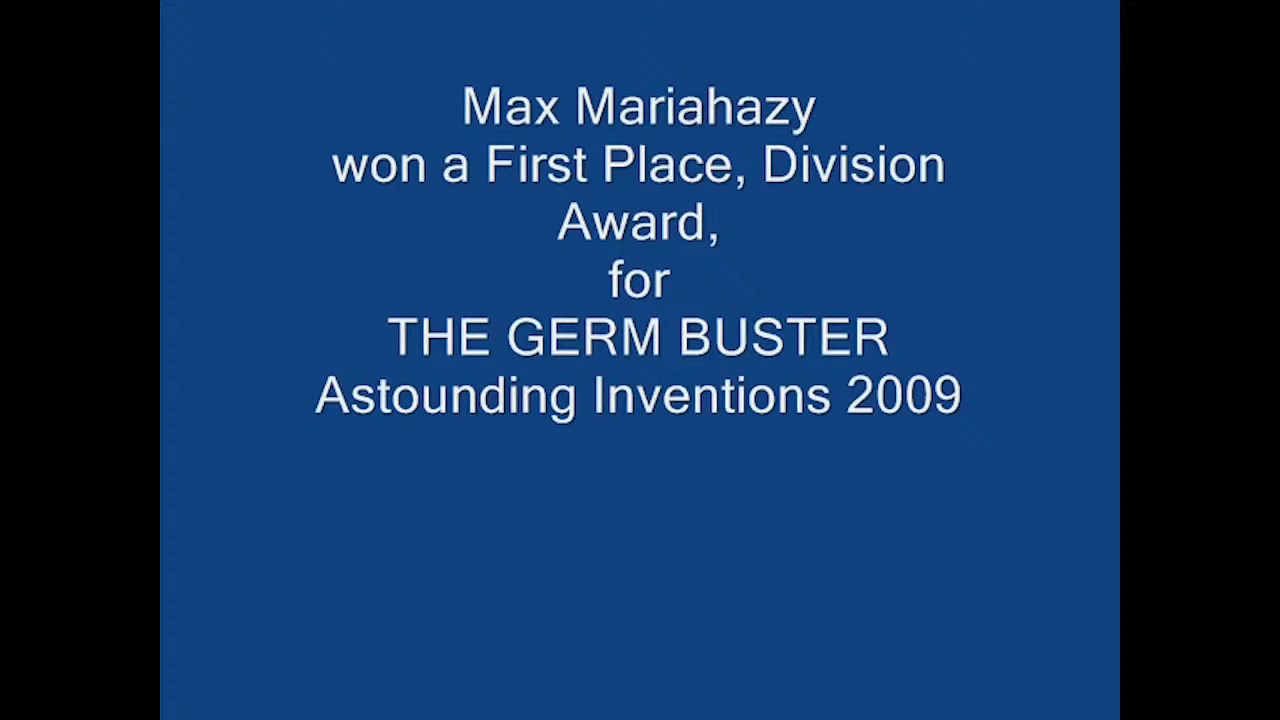 Max Mariahazy
won a First Place, Division
Award,
for
THE GERM BUSTER
Astounding Inventions 2009